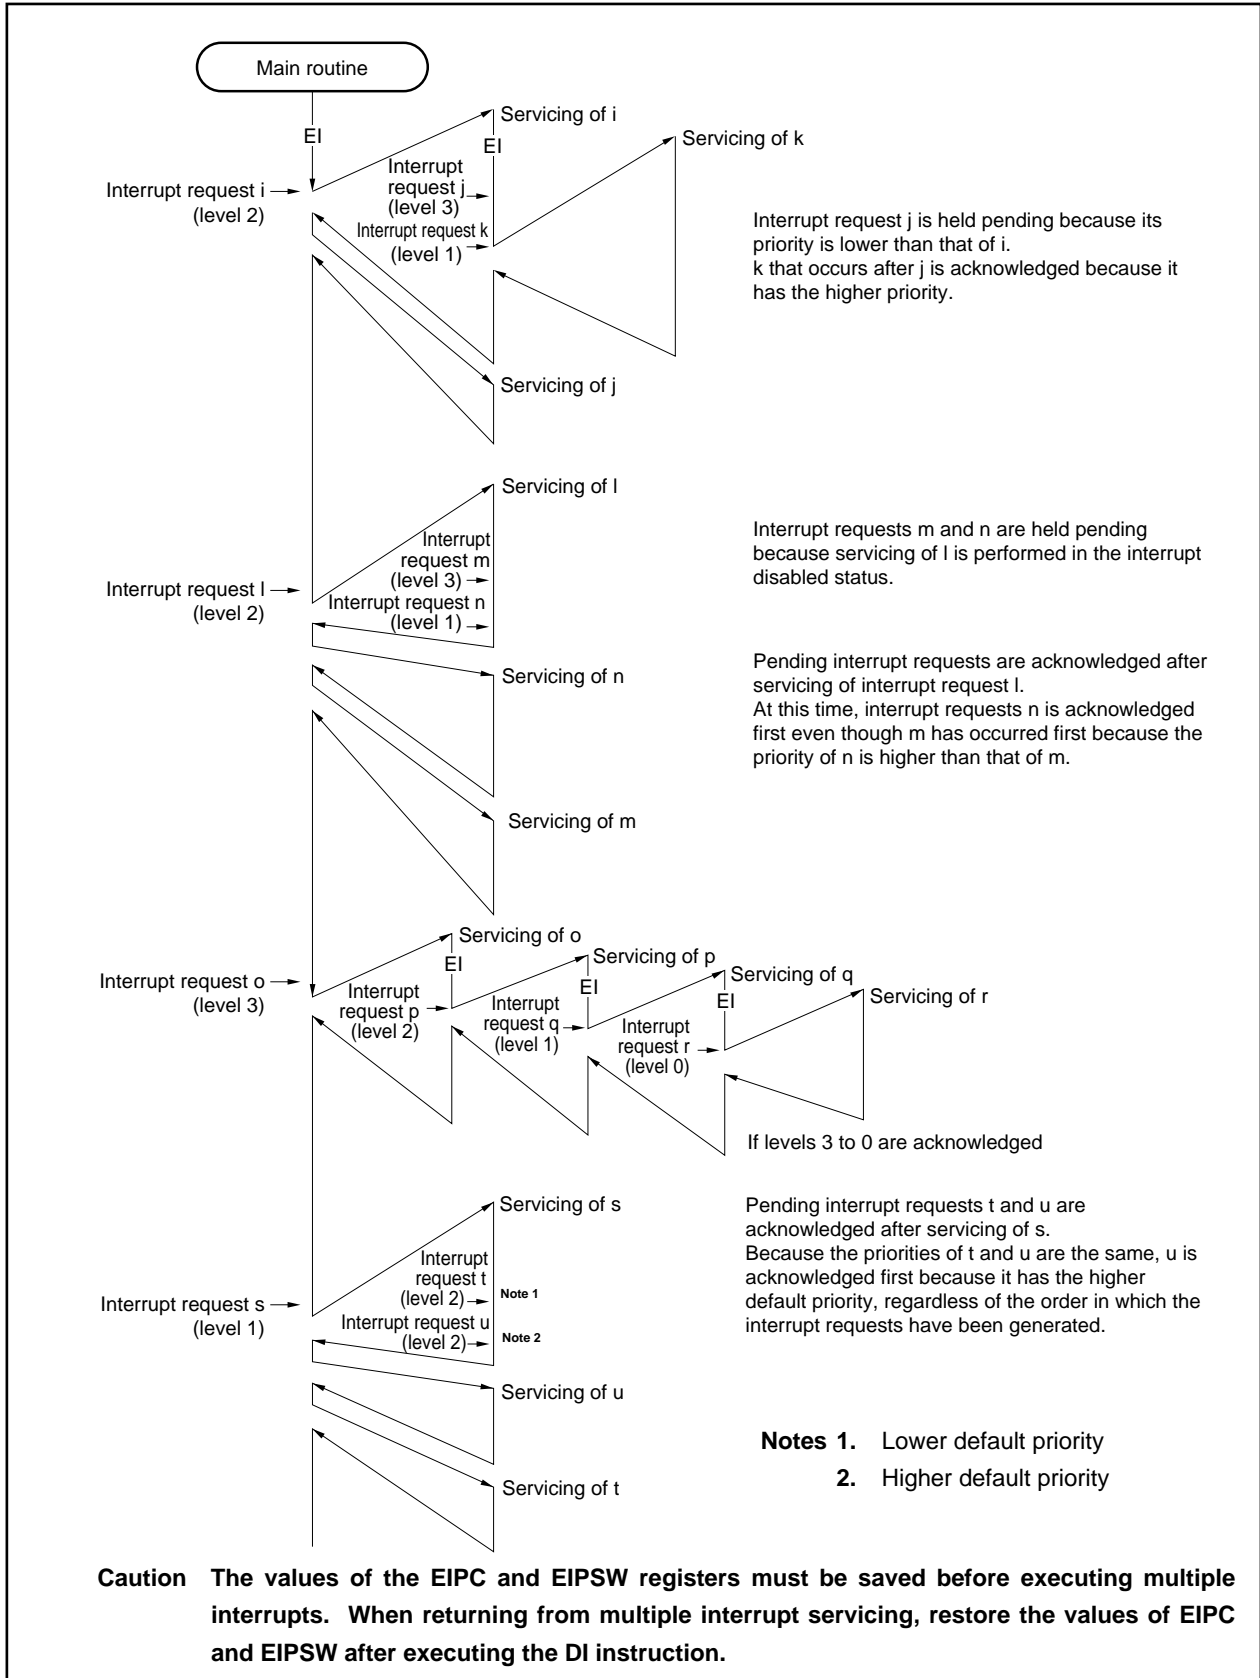 Main routine
EI
Servicing of i
EI
Servicing of k
Interrupt request i
(level 2)
Interrupt
request j
(level 3)
Interrupt request k
(level 1)
Interrupt request j is held pending because its
priority is lower than that of i.
k that occurs after j is acknowledged because it
has the higher priority.
Servicing of j
Servicing of l
Interrupt request l
(level 2)
Interrupt
request m
(level 3)
Interrupt request n
(level 1)
Interrupt requests m and n are held pending
because servicing of l is performed in the interrupt
disabled status.
Servicing of n
Pending interrupt requests are acknowledged after
servicing of interrupt request l.
At this time, interrupt requests n is acknowledged
first even though m has occurred first because the
priority of n is higher than that of m.
Servicing of m
Servicing of o
EI
Servicing of p
EI
Servicing of q
EI
Servicing of r
Interrupt request o
(level 3)
Interrupt
request p
(level 2)
Interrupt
request q
(level 1)
Interrupt
request r
(level 0)
If levels 3 to 0 are acknowledged
Servicing of s
Interrupt request s
(level 1)
Interrupt
request t
(level 2)
Note 1
Interrupt request u
(level 2)
Note 2
Pending interrupt requests t and u are
acknowledged after servicing of s.
Because the priorities of t and u are the same, u is
acknowledged first because it has the higher
default priority, regardless of the order in which the
interrupt requests have been generated.
Servicing of u
Servicing of t
Notes 1. Lower default priority
2. Higher default priority
Caution The values of the EIPC and EIPSW registers must be saved before executing multiple
interrupts. When returning from multiple interrupt servicing, restore the values of EIPC
and EIPSW after executing the DI instruction.